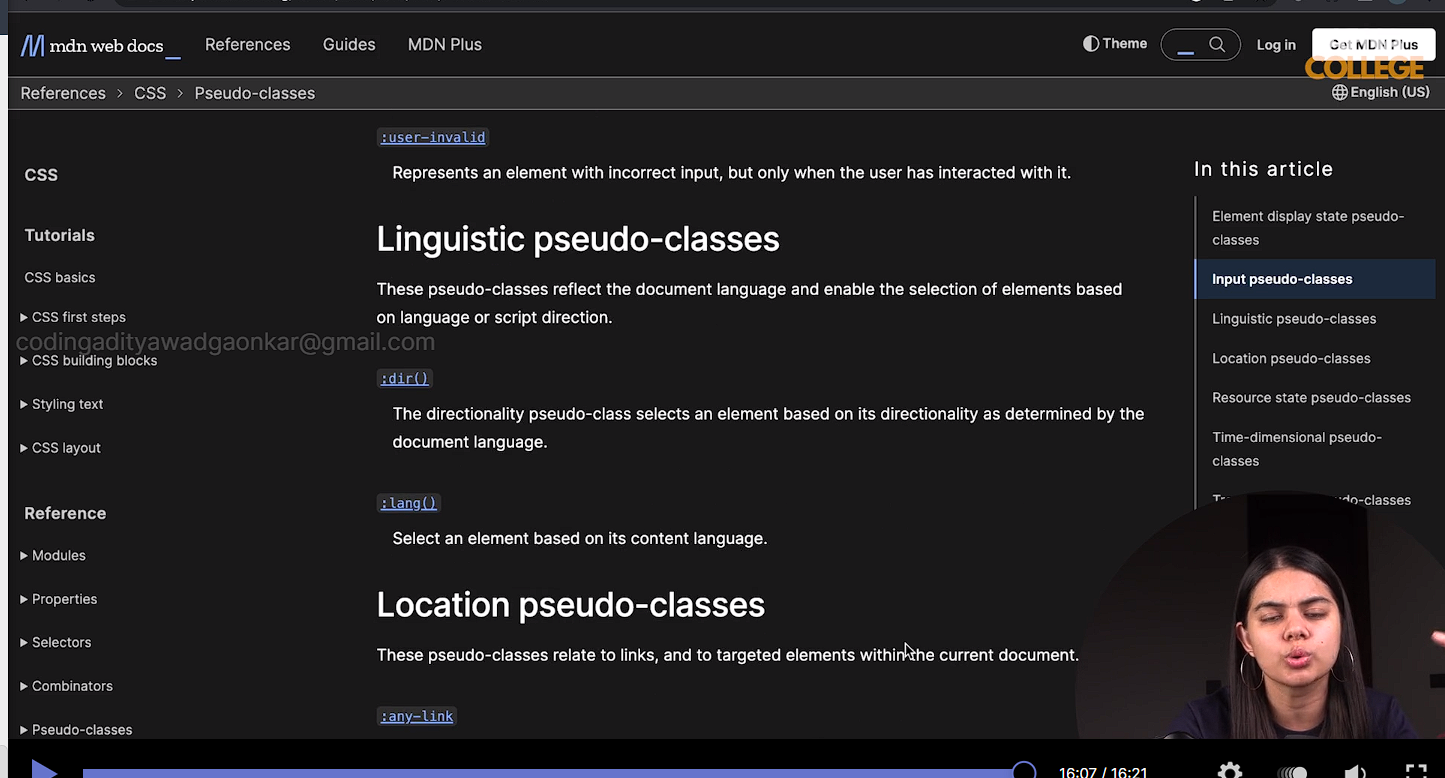 mdn web docs_
References
Guides
MDN Plus
Theme
Log in
Get MDN Plus
COLLEGE
References > CSS > Pseudo-classes
English (US)
CSS
Tutorials
CSS basics
CSS first steps
codingadityawadgaonkar@gmail.com
CSS building blocks
Styling text
CSS layout
Reference
Modules
Properties
Selectors
Combinators
Pseudo-classes
:user-invalid
Represents an element with incorrect input, but only when the user has interacted with it.
Linguistic pseudo-classes
These pseudo-classes reflect the document language and enable the selection of elements based
on language or script direction.
:dir()
The directionality pseudo-class selects an element based on its directionality as determined by the
document language.
:lang()
Select an element based on its content language.
Location pseudo-classes
These pseudo-classes relate to links, and to targeted elements within the current document.
:any-link
In this article
Element display state pseudo-
classes
Input pseudo-classes
Linguistic pseudo-classes
Location pseudo-classes
Resource state pseudo-classes
Time-dimensional pseudo-
classes
16:07 / 16:21